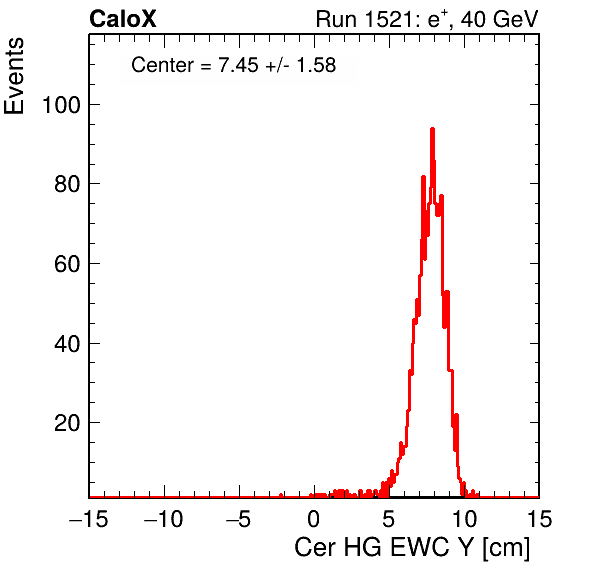 CaloX
Run 1521: e+, 40 GeV
Center = 7.45 +/- 1.58
Events
100
80
60
40
20
−15 −10 −5 0 5 10 15
Cer HG EWC Y [cm]